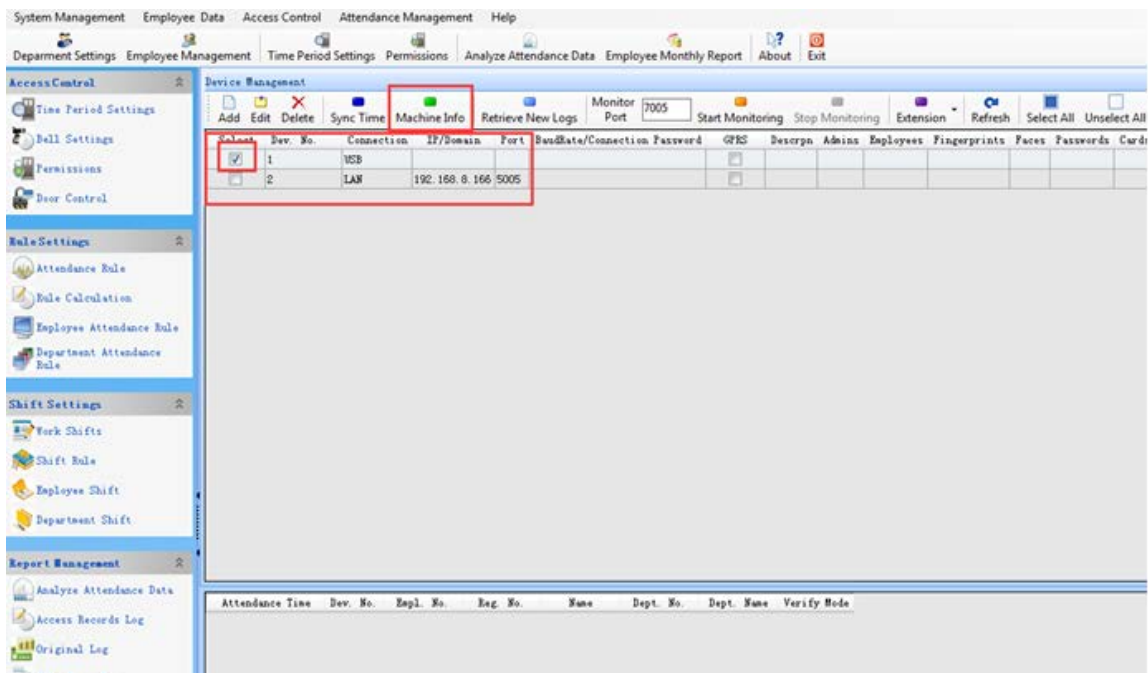 System Management Employee Data Access Control Attendance Management Help
Deparment Settings Employee Management Time Period Settings Permissions Analyze Attendance Data Employee Monthly Report About Exit
Access Control
Time Period Settings
Bell Settings
Permissions
Door Control
Rule Settings
Attendance Rule
Rule Calculation
Employee Attendance Rule
Department Attendance
Rule
Shift Settings
Work Shifts
Shift Rule
Employee Shift
Department Shift
Report Management
Analyze Attendance Data
Access Records Log
Original Log
Device Management
Add Edit Delete Sync Time Machine Info Retrieve New Logs Monitor Port 7005 Start Monitoring Stop Monitoring Extension Refresh Select All Unselect All
Select Dev. No. Connection IP/Domain Port BaudRate/Connection Password GPRS Descrpn Admins Employees Fingerprints Faces Passwords Cards
1 USB
2 LAN 192.168.8.166 5005
Attendance Time Dev. No. Empl. No. Reg. No. Name Dept. No. Dept. Name Verify Mode